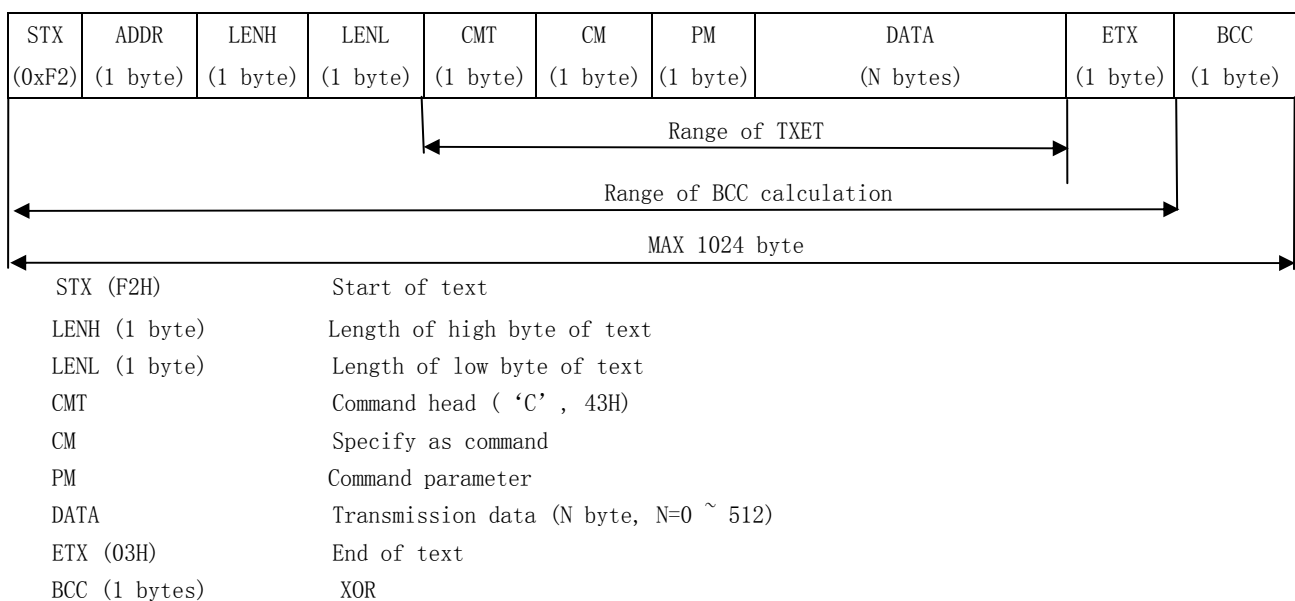 STX ADDR LENH LENL CMT CM PM DATA ETX BCC
(0xF2) (1 byte) (1 byte) (1 byte) (1 byte) (1 byte) (1 byte) (N bytes) (1 byte) (1 byte)
Range of TXET
Range of BCC calculation
MAX 1024 byte
STX (F2H) Start of text
LENH (1 byte) Length of high byte of text
LENL (1 byte) Length of low byte of text
CMT Command head ( ‘C’, 43H)
CM Specify as command
PM Command parameter
DATA Transmission data (N byte, N=0 ~ 512)
ETX (03H) End of text
BCC (1 bytes) XOR